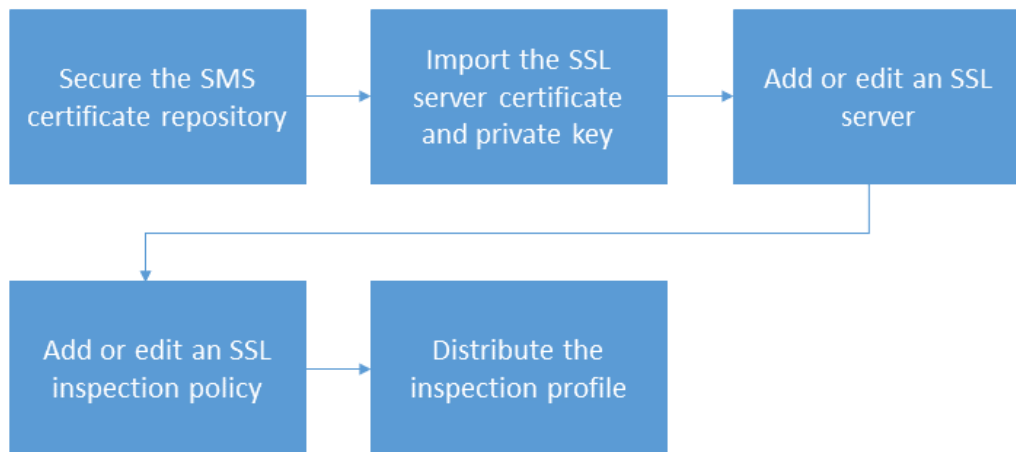 Secure the SMS
certificate repository
Import the SSL
server certificate
and private key
Add or edit an SSL
server
Add or edit an SSL
inspection policy
Distribute the
inspection profile